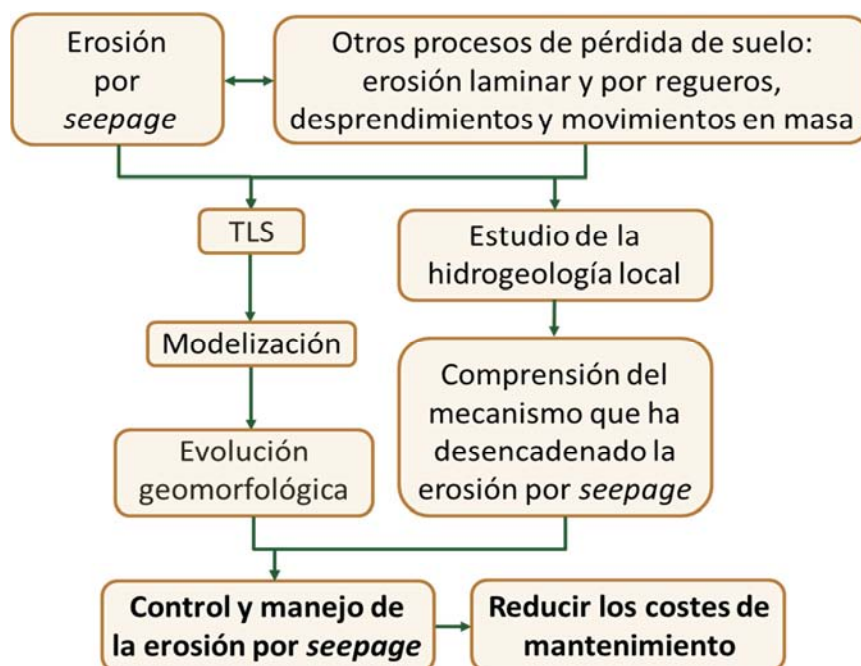 Erosión
por
seepage
Otros procesos de pérdida de suelo:
erosión laminar y por regueros,
desprendimientos y movimientos en masa
TLS
Estudio de la
hidrogeología local
Modelización
Comprensión del
mecanismo que ha
desencadenado la
erosión por seepage
Evolución
geomorfológica
Control y manejo de
la erosión por seepage
Reducir los costes de
mantenimiento